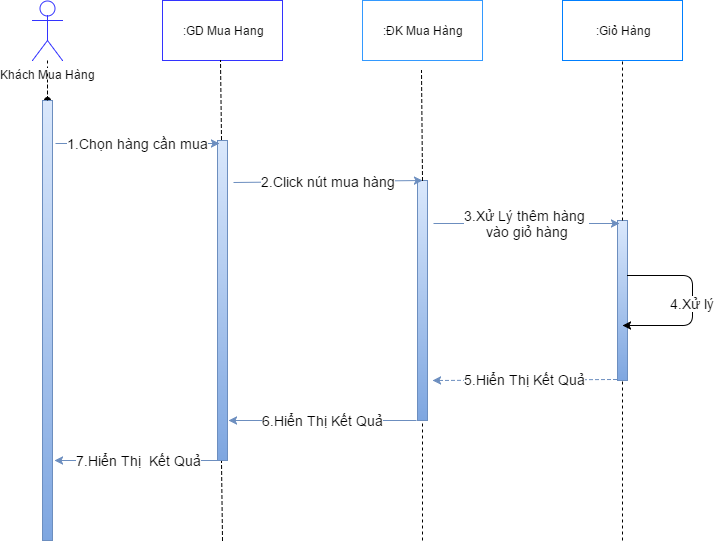 :GD Mua Hang
:ĐK Mua Hàng
:Giỏ Hàng
Khách Mua Hàng
1.Chọn hàng cần mua
2.Click nút mua hàng
3.Xử Lý thêm hàng
vào giỏ hàng
4.Xử lý
5.Hiển Thị Kết Quả
6.Hiển Thị Kết Quả
7.Hiển Thị  Kết Quả